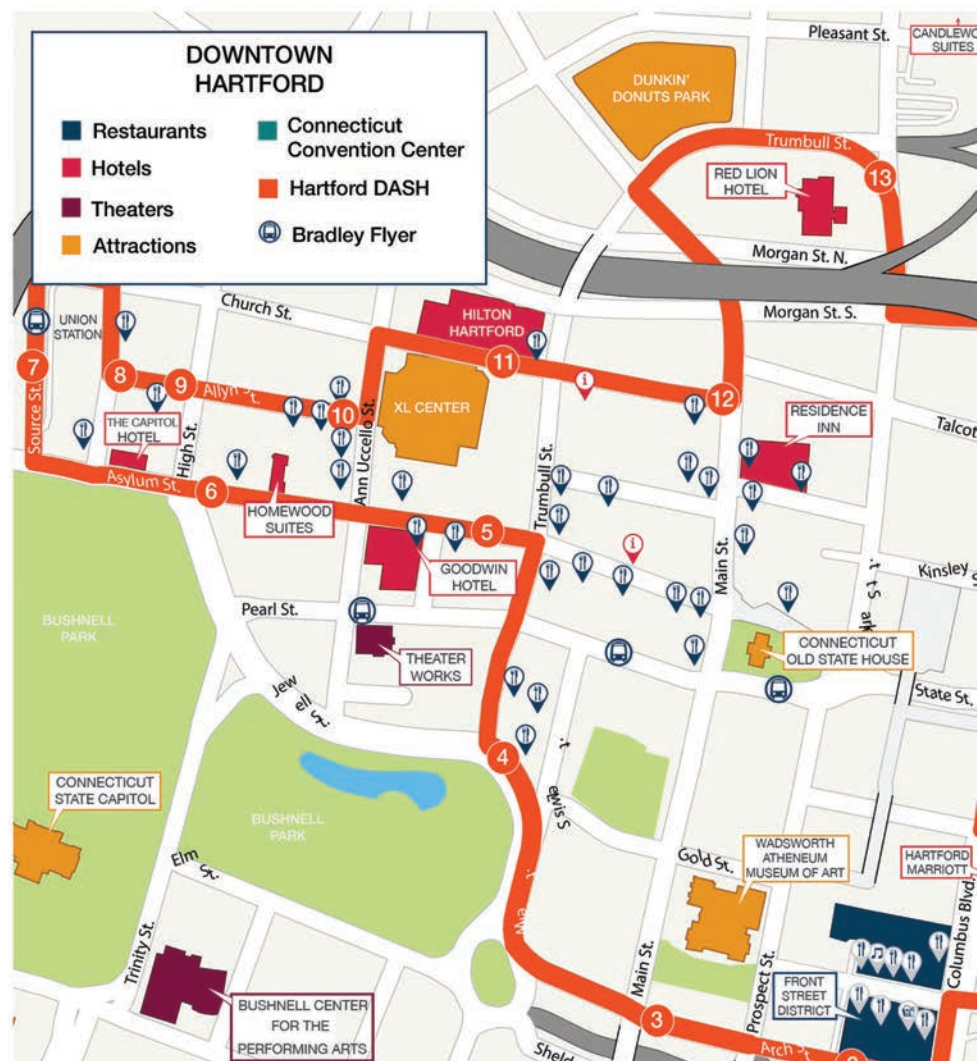 DOWNTOWN
HARTFORD
Restaurants
Hotels
Theaters
Attractions
Connecticut
Convention Center
Hartford DASH
Bradley Flyer
Pleasant St.
SUITES
DUNKIN'
DONUTS PARK
Trumbull St.
13
RED LION
HOTEL
Morgan St. N.
Morgan St. S.
Church St.
UNION
STATION
HILTON
HARTFORD
7
8
9
Allyn
10
11
i
12
XL CENTER
Source St.
THE CAPITOL
HOTEL
High St.
Ann Uccello St.
Trumbull St.
RESIDENCE
INN
Asylum St.
6
HOMEWOOD
SUITES
5
GOODWIN
HOTEL
i
Main St.
Pearl St.
BUSHNELL
PARK
THEATER
WORKS
CONNECTICUT
OLD STATE HOUSE
State St.
4
CONNECTICUT
STATE CAPITOL
BUSHNELL
PARK
Elm St.
Gold St.
WADSWORTH
ATHENEUM
MUSEUM OF ART
HARTFORD
MARRIOTT
Columbus Blvd.
Trinity St.
Main St.
Prospect St.
FRONT
STREET
DISTRICT
BUSHNELL CENTER
FOR THE
PERFORMING ARTS
3
Arch St.